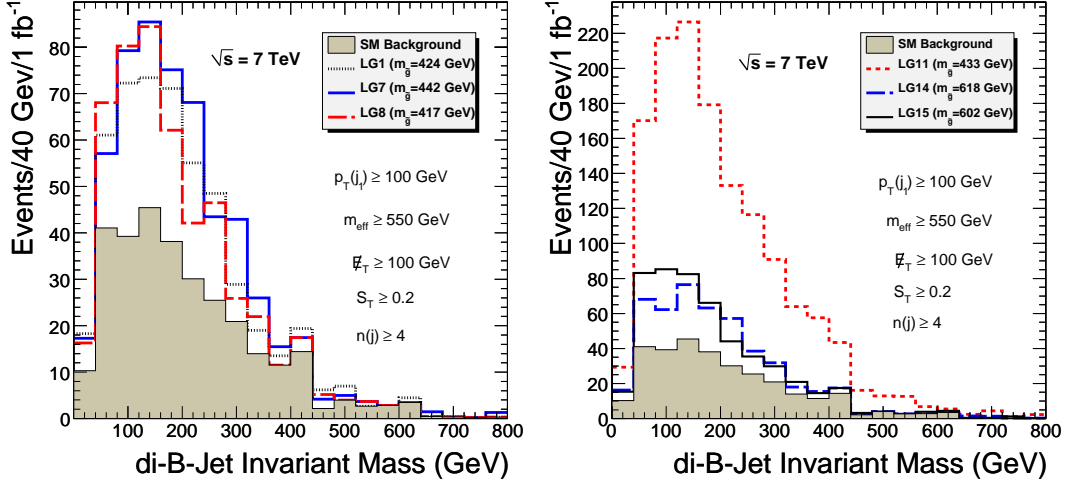 Events/40 Gev/1 fb⁻¹
80
70
60
50
40
30
20
10
0
√s = 7 TeV
SM Background
LG1 (m_g̃=424 GeV)
LG7 (m_g̃=442 GeV)
LG8 (m_g̃=417 GeV)
p_T(j_1) ≥ 100 GeV
m_eff ≥ 550 GeV
E̸_T ≥ 100 GeV
S_T ≥ 0.2
n(j) ≥ 4
100 200 300 400 500 600 700 800
di-B-Jet Invariant Mass (GeV)
Events/40 Gev/1 fb⁻¹
220
200
180
160
140
120
100
80
60
40
20
0
√s = 7 TeV
SM Background
LG11 (m_g̃=433 GeV)
LG14 (m_g̃=618 GeV)
LG15 (m_g̃=602 GeV)
p_T(j_1) ≥ 100 GeV
m_eff ≥ 550 GeV
E̸_T ≥ 100 GeV
S_T ≥ 0.2
n(j) ≥ 4
0 100 200 300 400 500 600 700 800
di-B-Jet Invariant Mass (GeV)